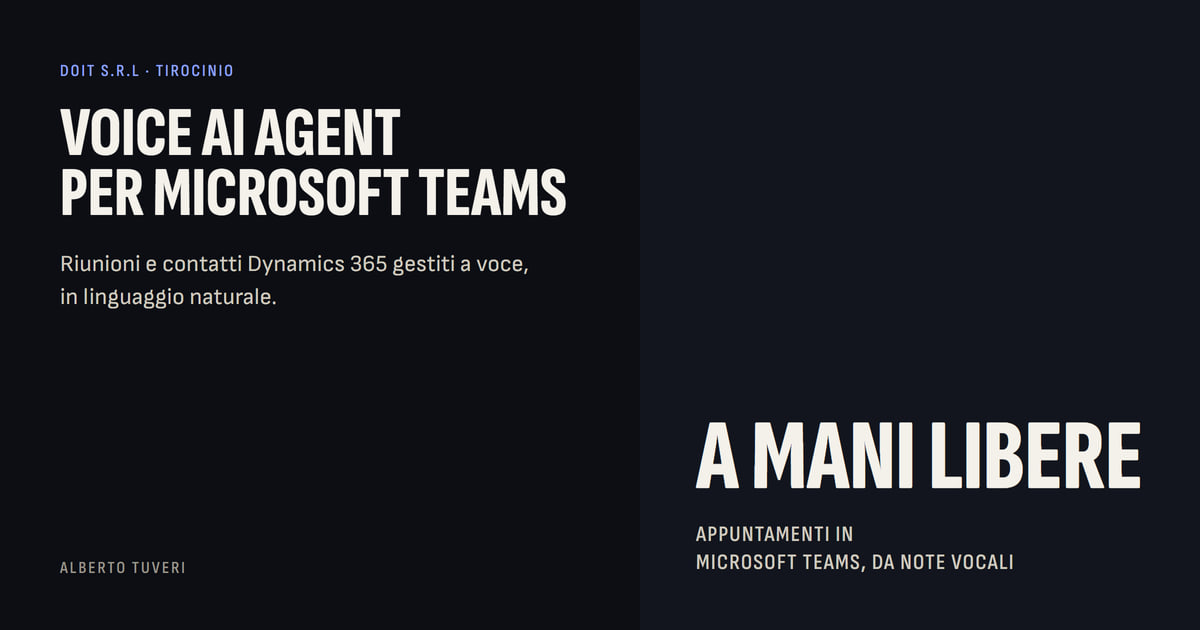 DOIT S.R.L · TIROCINIO
VOICE AI AGENT
PER MICROSOFT TEAMS
Riunioni e contatti Dynamics 365 gestiti a voce,
in linguaggio naturale.
ALBERTO TUVERI
A MANI LIBERE
APPUNTAMENTI IN
MICROSOFT TEAMS, DA NOTE VOCALI